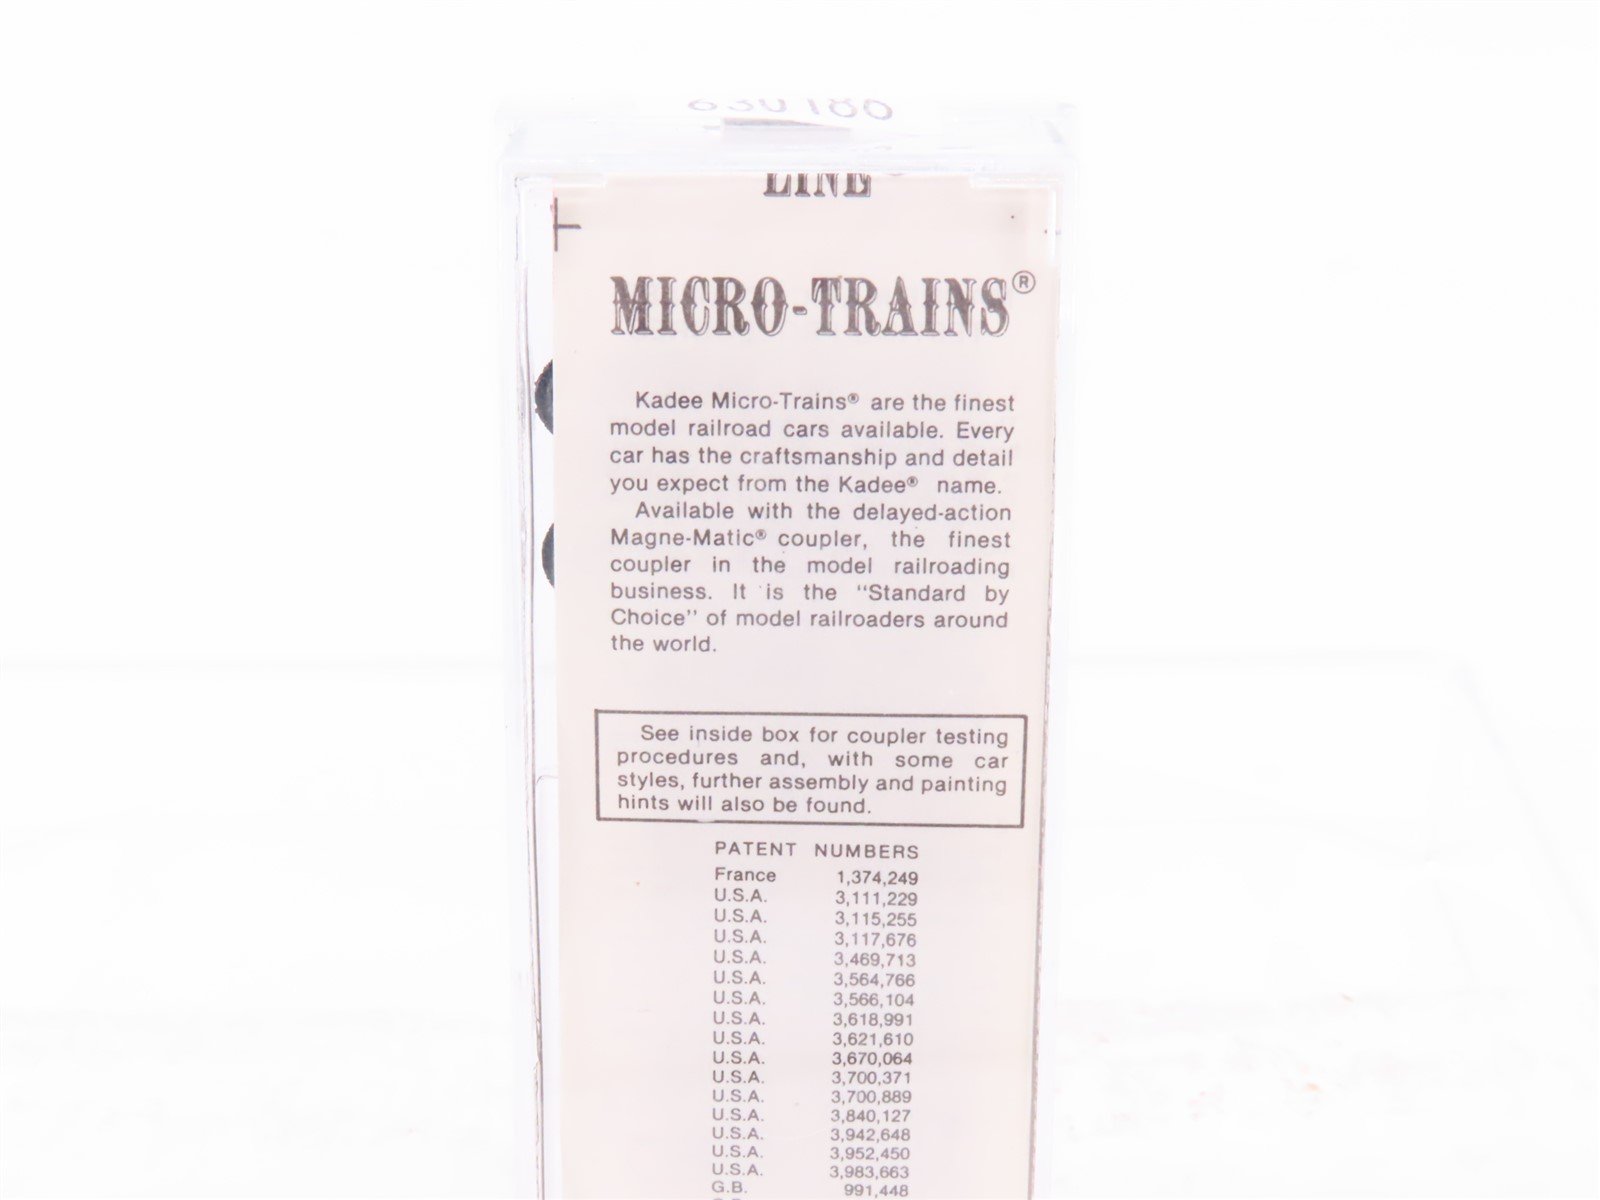 LINE
MICRO-TRAINS®
Kadee Micro-Trains® are the finest
model railroad cars available. Every
car has the craftsmanship and detail
you expect from the Kadee® name.
Available with the delayed-action
Magne-Matic® coupler, the finest
coupler in the model railroading
business. It is the "Standard by
Choice" of model railroaders around
the world.
See inside box for coupler testing
procedures and, with some car
styles, further assembly and painting
hints will also be found.
PATENT NUMBERS
France 1,374,249
U.S.A. 3,111,229
U.S.A. 3,115,255
U.S.A. 3,117,676
U.S.A. 3,469,713
U.S.A. 3,564,766
U.S.A. 3,566,104
U.S.A. 3,618,991
U.S.A. 3,621,610
U.S.A. 3,670,064
U.S.A. 3,700,371
U.S.A. 3,700,889
U.S.A. 3,840,127
U.S.A. 3,942,648
U.S.A. 3,952,450
U.S.A. 3,983,663
G.B. 991,448